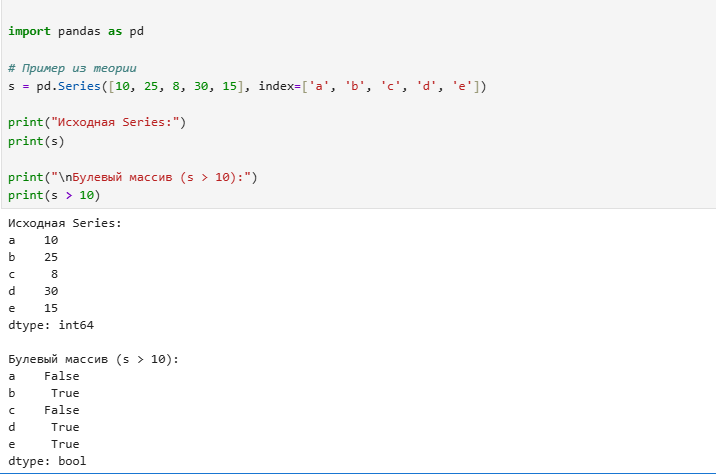 import pandas as pd
# Пример из теории
s = pd.Series([10, 25, 8, 30, 15], index=['a', 'b', 'c', 'd', 'e'])
print("Исходная Series:")
print(s)
print("\nБулевый массив (s > 10):")
print(s > 10)
Исходная Series:
a    10
b    25
c     8
d    30
e    15
dtype: int64
Булевый массив (s > 10):
a    False
b     True
c    False
d     True
e     True
dtype: bool